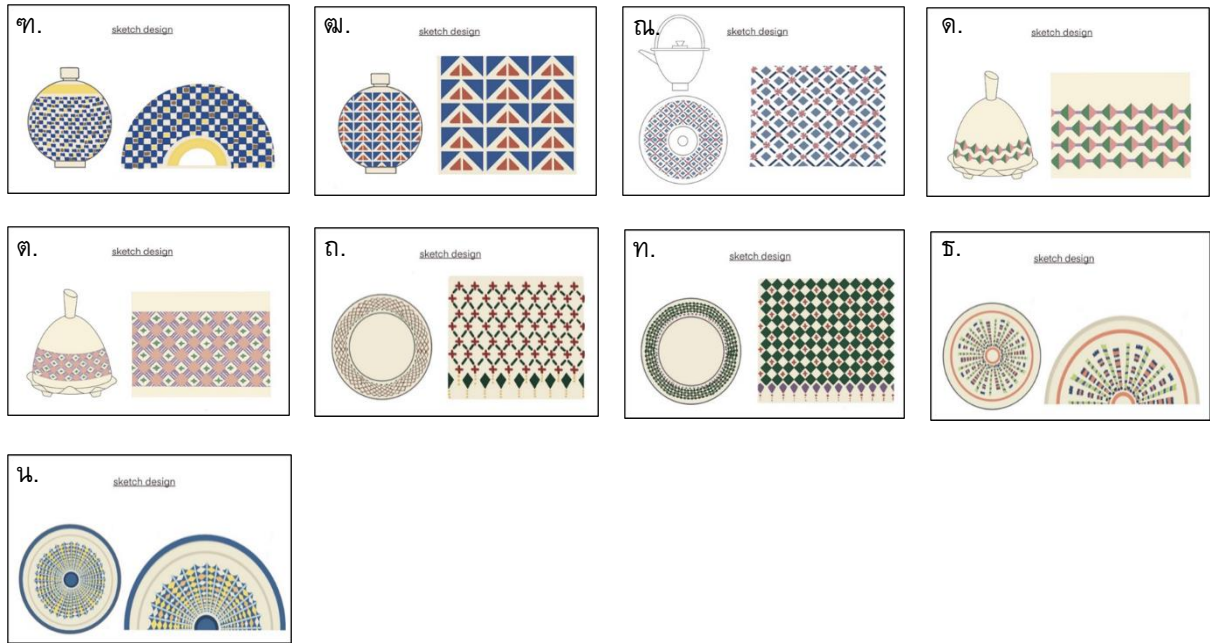 ฑ.
sketch design
ฒ.
sketch design
ณ.
sketch design
ด.
sketch design
ต.
sketch design
ถ.
sketch design
ท.
sketch design
ธ.
sketch design
น.
sketch design